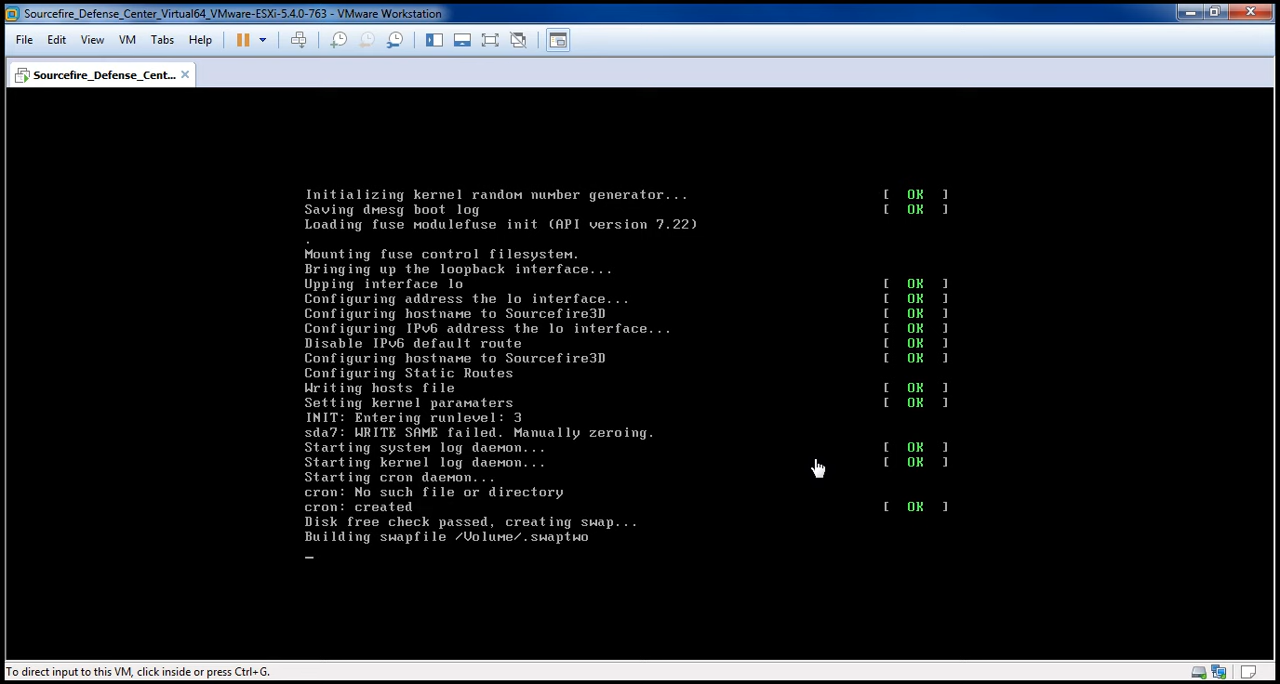 Sourcefire_Defense_Center_Virtual64_VMware-ESXi-5.4.0-763 - VMware Workstation
File Edit View VM Tabs Help
Sourcefire_Defense_Cent...
Initializing kernel random number generator... [ OK ]
Saving dmesg boot log [ OK ]
Loading fuse modulefuse init (API version 7.22)
.
Mounting fuse control filesystem.
Bringing up the loopback interface...
Upping interface lo [ OK ]
Configuring address the lo interface... [ OK ]
Configuring hostname to Sourcefire3D [ OK ]
Configuring IPv6 address the lo interface... [ OK ]
Disable IPv6 default route [ OK ]
Configuring hostname to Sourcefire3D [ OK ]
Configuring Static Routes
Writing hosts file [ OK ]
Setting kernel paramaters [ OK ]
INIT: Entering runlevel: 3
sda7: WRITE SAME failed. Manually zeroing.
Starting system log daemon... [ OK ]
Starting kernel log daemon... [ OK ]
Starting cron daemon...
cron: No such file or directory
cron: created [ OK ]
Disk free check passed, creating swap...
Building swapfile /Volume/.swaptwo
_
To direct input to this VM, click inside or press Ctrl+G.